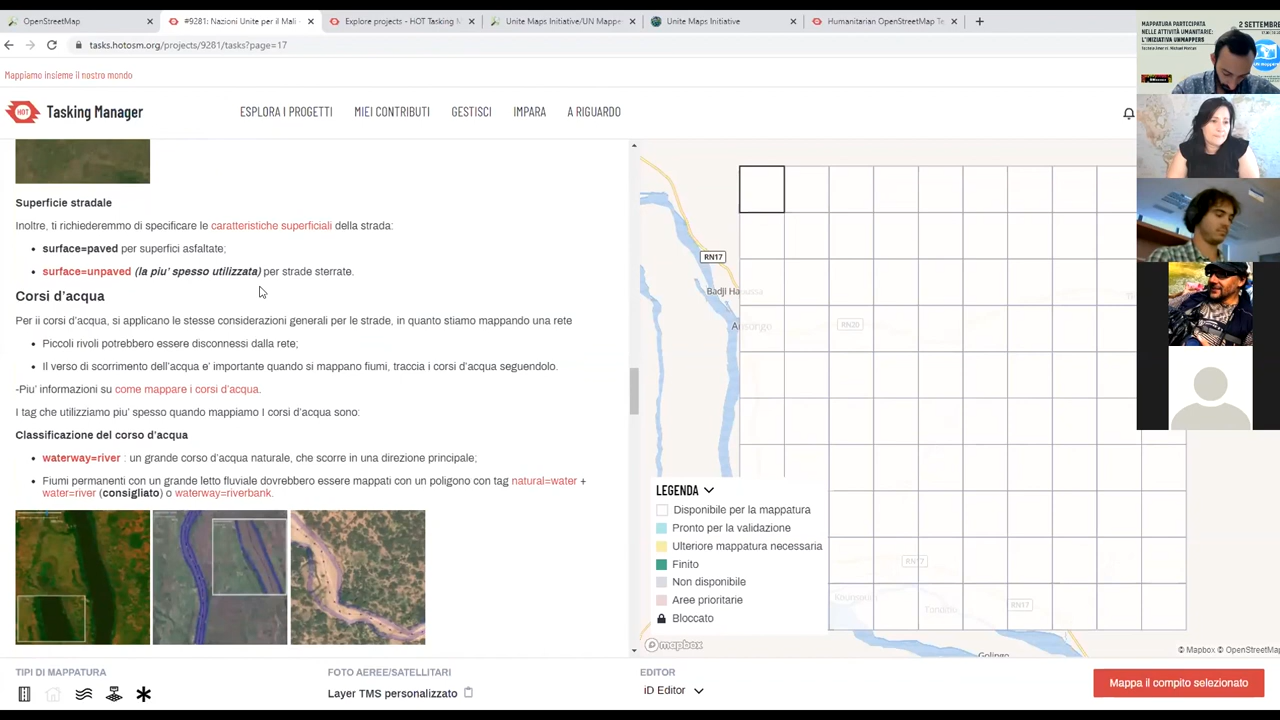 OpenStreetMap
#9281: Nazioni Unite per il Mali -
Explore projects - HOT Tasking M
Unite Maps Initiative/UN Mappe
Unite Maps Initiative
Humanitarian OpenStreetMap Te
tasks.hotosm.org/projects/9281/tasks?page=17
Mappiamo insieme il nostro mondo
HOT Tasking Manager
ESPLORA I PROGETTI
MIEI CONTRIBUTI
GESTISCI
IMPARA
A RIGUARDO
MAPPATURA PARTECIPATA
NELLE ATTIVITÀ UMANITARIE:
L'INIZIATIVA UNMAPPERS
2 SETTEMBRE
Superficie stradale
Inoltre, ti richiederemmo di specificare le caratteristiche superficiali della strada:
• surface=paved per superfici asfaltate;
• surface=unpaved (la piu' spesso utilizzata) per strade sterrate.
Corsi d'acqua
Per ii corsi d'acqua, si applicano le stesse considerazioni generali per le strade, in quanto stiamo mappando una rete
• Piccoli rivoli potrebbero essere disconnessi dalla rete;
• Il verso di scorrimento dell'acqua e' importante quando si mappano fiumi, traccia i corsi d'acqua seguendolo.
-Piu' informazioni su come mappare i corsi d'acqua.
I tag che utilizziamo piu' spesso quando mappiamo I corsi d'acqua sono:
Classificazione del corso d'acqua
• waterway=river : un grande corso d'acqua naturale, che scorre in una direzione principale;
• Fiumi permanenti con un grande letto fluviale dovrebbero essere mappati con un poligono con tag natural=water +
water=river (consigliato) o waterway=riverbank.
RN17
Badji Haoussa
Ansongo
RN20
RN17
RN17
Golingo
LEGENDA
Disponibile per la mappatura
Pronto per la validazione
Ulteriore mappatura necessaria
Finito
Non disponibile
Aree prioritarie
Bloccato
mapbox
© Mapbox © OpenStreetMa
TIPI DI MAPPATURA
FOTO AEREE/SATELLITARI
Layer TMS personalizzato
EDITOR
iD Editor
Mappa il compito selezionato